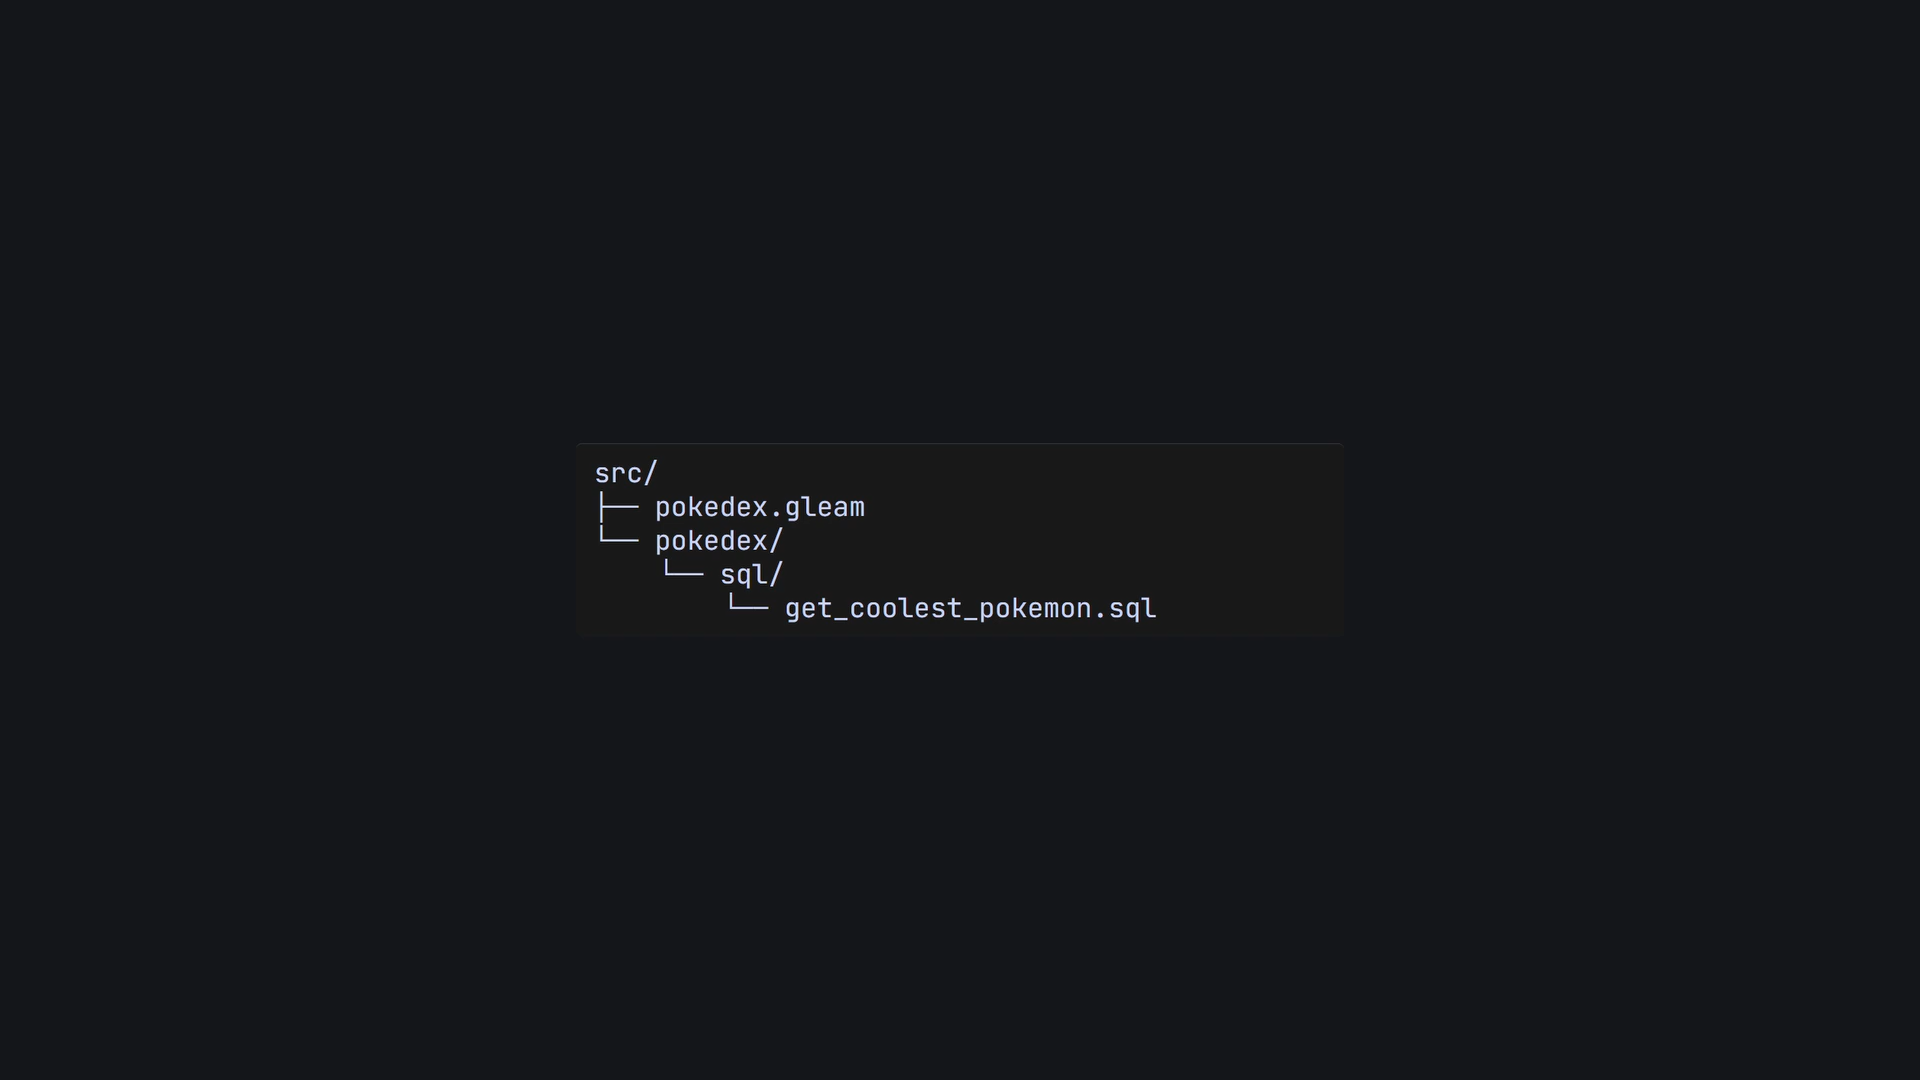 src/
├── pokedex.gleam
└── pokedex/
    └── sql/
        └── get_coolest_pokemon.sql